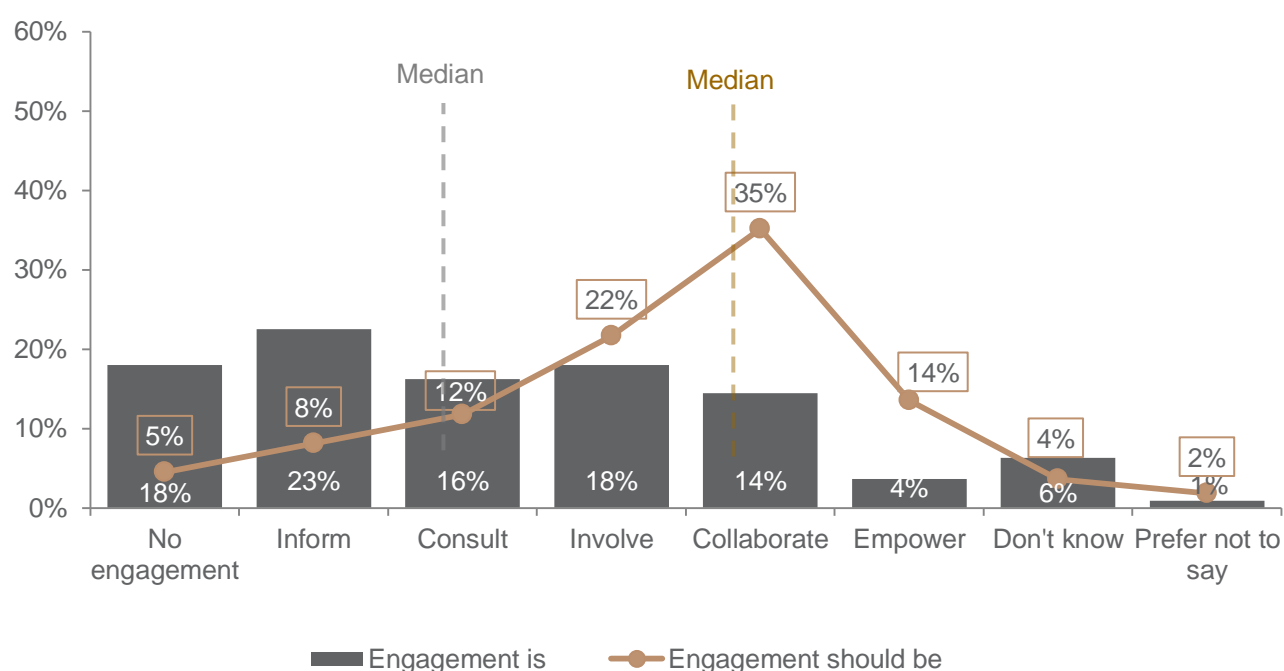 60%
50%
40%
30%
20%
10%
0%
Median
Median
35%
22%
14%
12%
8%
5%
4%
2%
18%
23%
16%
18%
14%
4%
6%
1%
No engagement
Inform
Consult
Involve
Collaborate
Empower
Don't know
Prefer not to say
Engagement is
Engagement should be